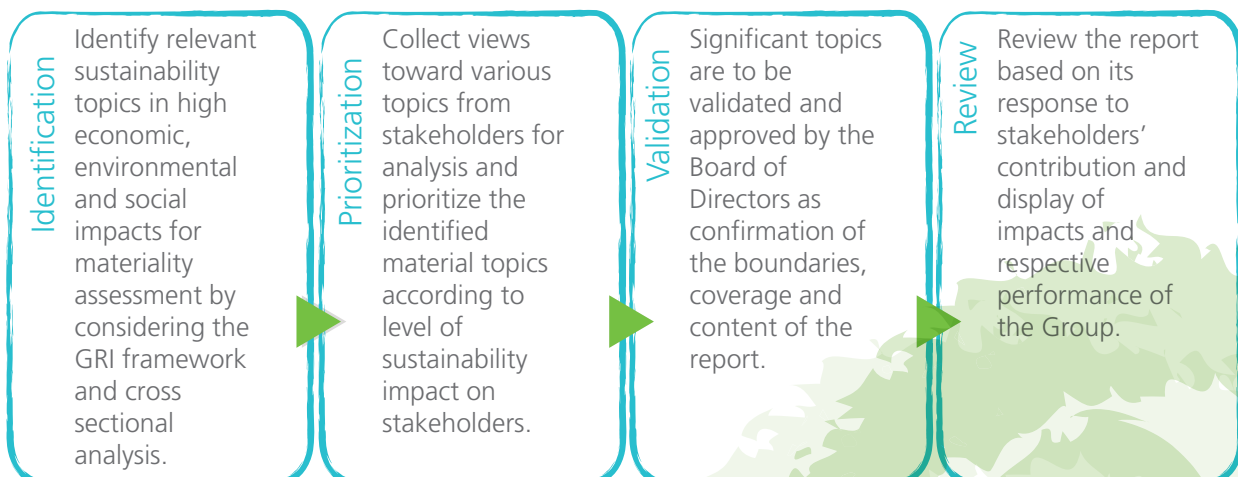 Identification
Identify relevant
sustainability
topics in high
economic,
environmental
and social
impacts for
materiality
assessment by
considering the
GRI framework
and cross
sectional
analysis.
Prioritization
Collect views
toward various
topics from
stakeholders for
analysis and
prioritize the
identified
material topics
according to
level of
sustainability
impact on
stakeholders.
Validation
Significant topics
are to be
validated and
approved by the
Board of
Directors as
confirmation of
the boundaries,
coverage and
content of the
report.
Review
Review the report
based on its
response to
stakeholders’
contribution and
display of
impacts and
respective
performance of
the Group.